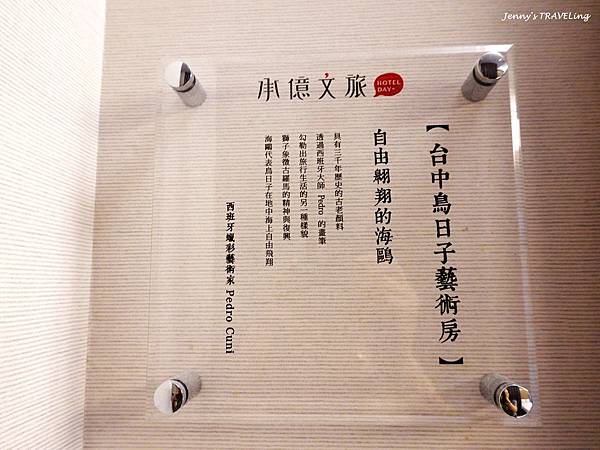 Jenny's TRAVELing
承億文旅
HOTEL
DAY+
【台中鳥日子藝術房】
自由翱翔的海鷗
具有三千年歷史的古老顏料
透過西班牙大師 Pedro 的畫筆
勾勒出旅行生活的另一種樣貌
獅子象徵古羅馬的精神與復興
海鷗代表鳥日子在地中海上自由飛翔
西班牙蠟彩藝術家 Pedro Cuni